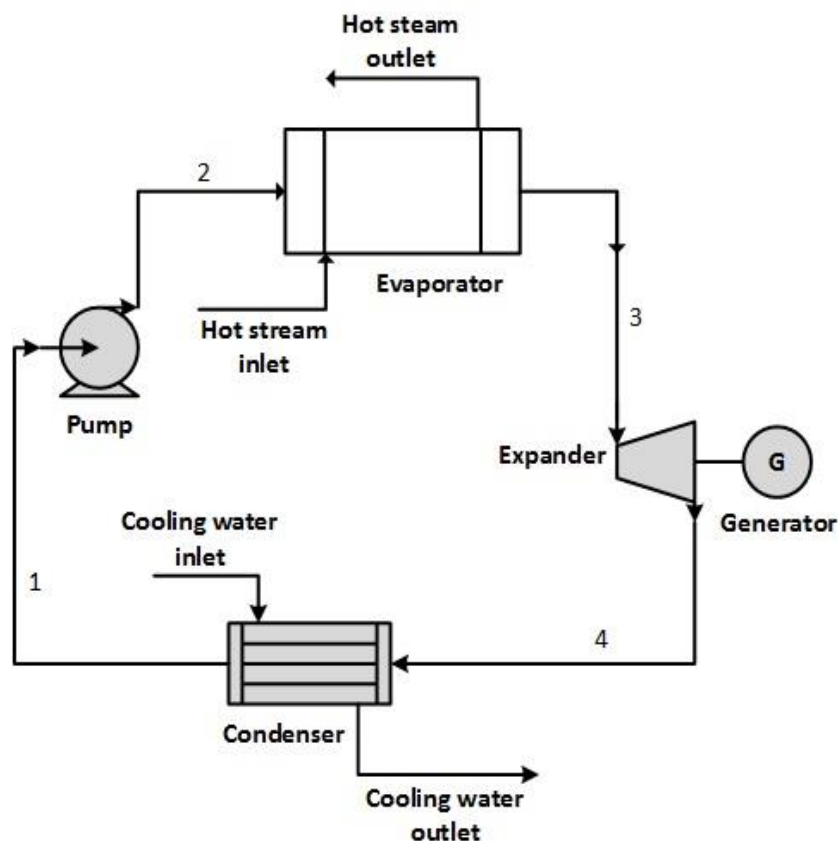 Hot steam
outlet
2
Evaporator
Hot stream
inlet
3
Pump
Expander
G
Generator
Cooling water
inlet
1
4
Condenser
Cooling water
outlet